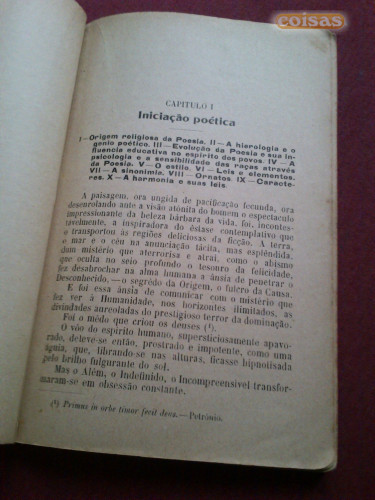 coisas
CAPITULO I
Iniciação poética
I—Origem religiosa da Poesia. II—A hierologia e o
genio poético. III—Evolução da Poesia e sua in-
fluencia educativa no espirito dos povos. IV—A
psicologia e a sensibilidade das raças através
da Poesia. V—O estilo. VI—Leis e elementos.
VII—A sinonimia. VIII—Ornatos. IX—Caracte-
res. X—A harmonia e suas leis.
A paisagem, ora ungida de pacificação fecunda, ora
desenrolando ante a visão atónita do homem o espectaculo
impressionante da beleza bárbara da vida, foi, incontes-
tavelmente, a inspiradora do êstase contemplativo que
o transportou ás regiões deliciosas da ficção. A terra,
o mar e o céu na anunciação tácita, mas esplêndida,
dum mistério que aterrorisa e atrai, como o abismo
que oculta no seio profundo o tesouro da felicidade,
fez desabrochar na alma humana a ânsia de penetrar o
Desconhecido, — o segrêdo da Origem, o fulcro da Causa.
E foi essa ânsia de comunicar com o mistério que
fez ver à Humanidade, nos horizontes ilimitados, as
divindades aureoladas do prestigioso terror da dominação.
Foi o mêdo que criou os deuses (¹).
O vôo do espírito humano, supersticiosamente apavo-
rado, deteve-se então, prostrado e impotente, como uma
águia, que, librando-se nas alturas, ficasse hipnotisada
pelo brilho fulgurante do sol.
Mas o Além, o Indefinido, o Incompreensivel transfor-
maram-se em obsessão constante.
(¹) Primus in orbe timor fecit deos.—Petrónio.